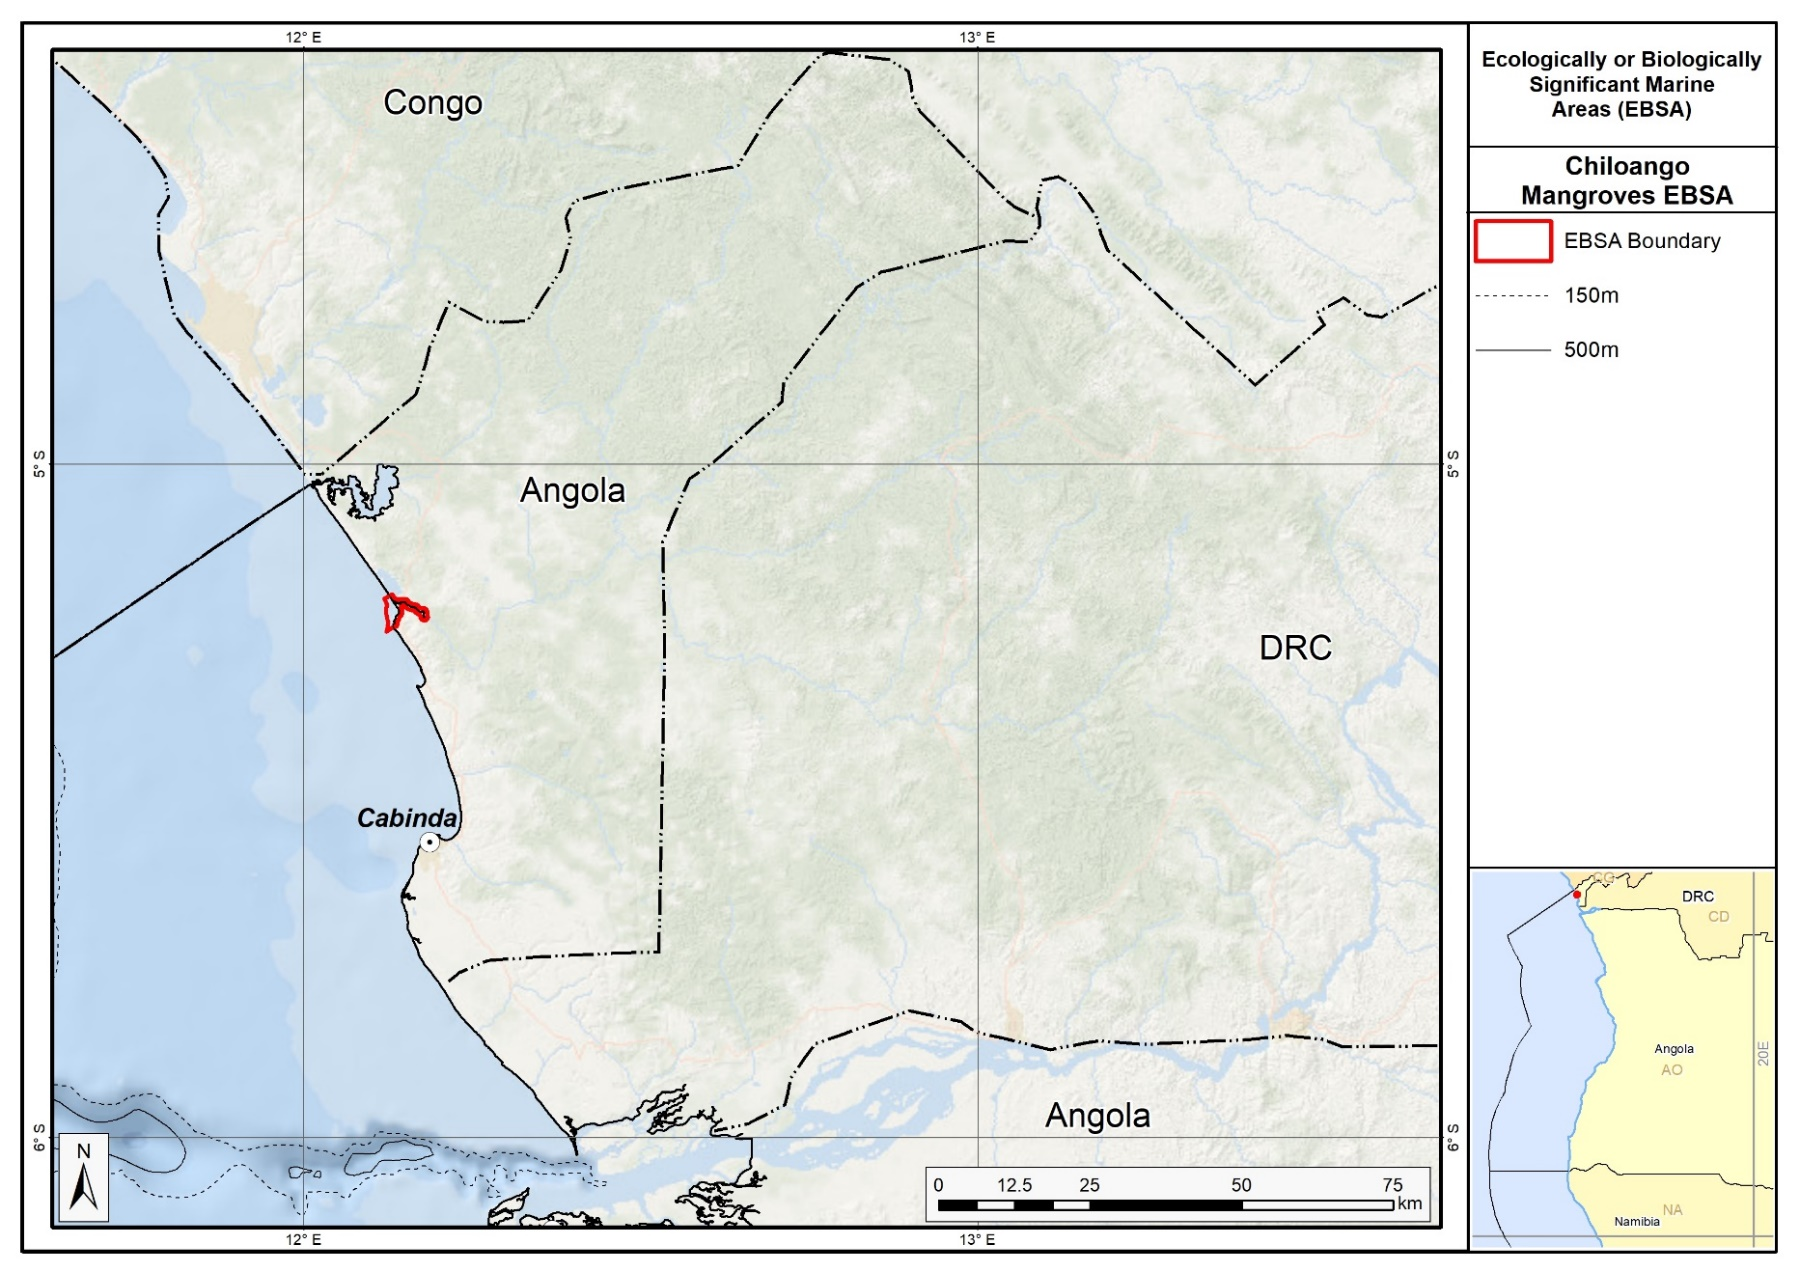 12° E
13° E
Congo
5° S
5° S
Angola
DRC
Cabinda
Angola
6° S
6° S
N
0 12.5 25 50 75
km
12° E
13° E
Ecologically or Biologically
Significant Marine
Areas (EBSA)
Chiloango
Mangroves EBSA
EBSA Boundary
150m
500m
CG
DRC
CD
Angola
AO
20E
NA
Namibia